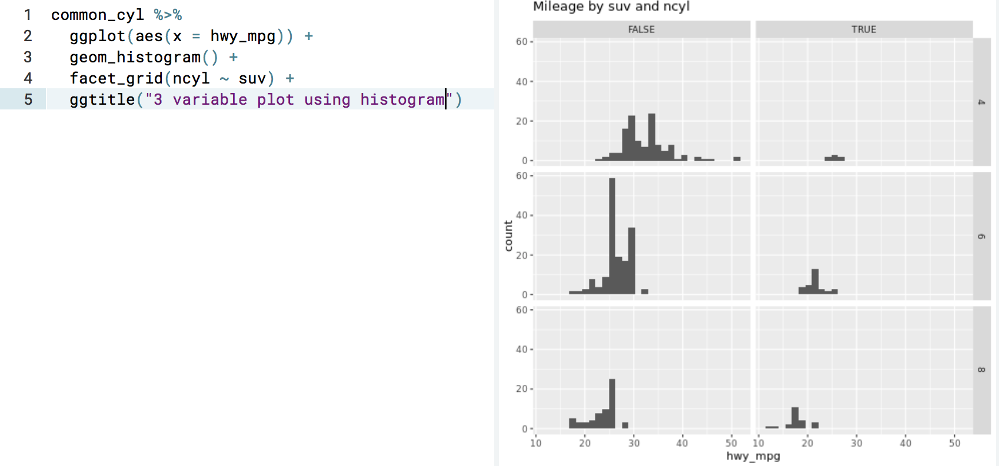 1 common_cyl %>%
2 ggplot(aes(x = hwy_mpg)) +
3 geom_histogram() +
4 facet_grid(ncyl ~ suv) +
5 ggtitle("3 variable plot using histogram")
Mileage by suv and ncyl
FALSE TRUE
60
40
20
0
4
60
40
20
0
6
count
60
40
20
0
8
10 20 30 40 50 10 20 30 40 50
hwy_mpg